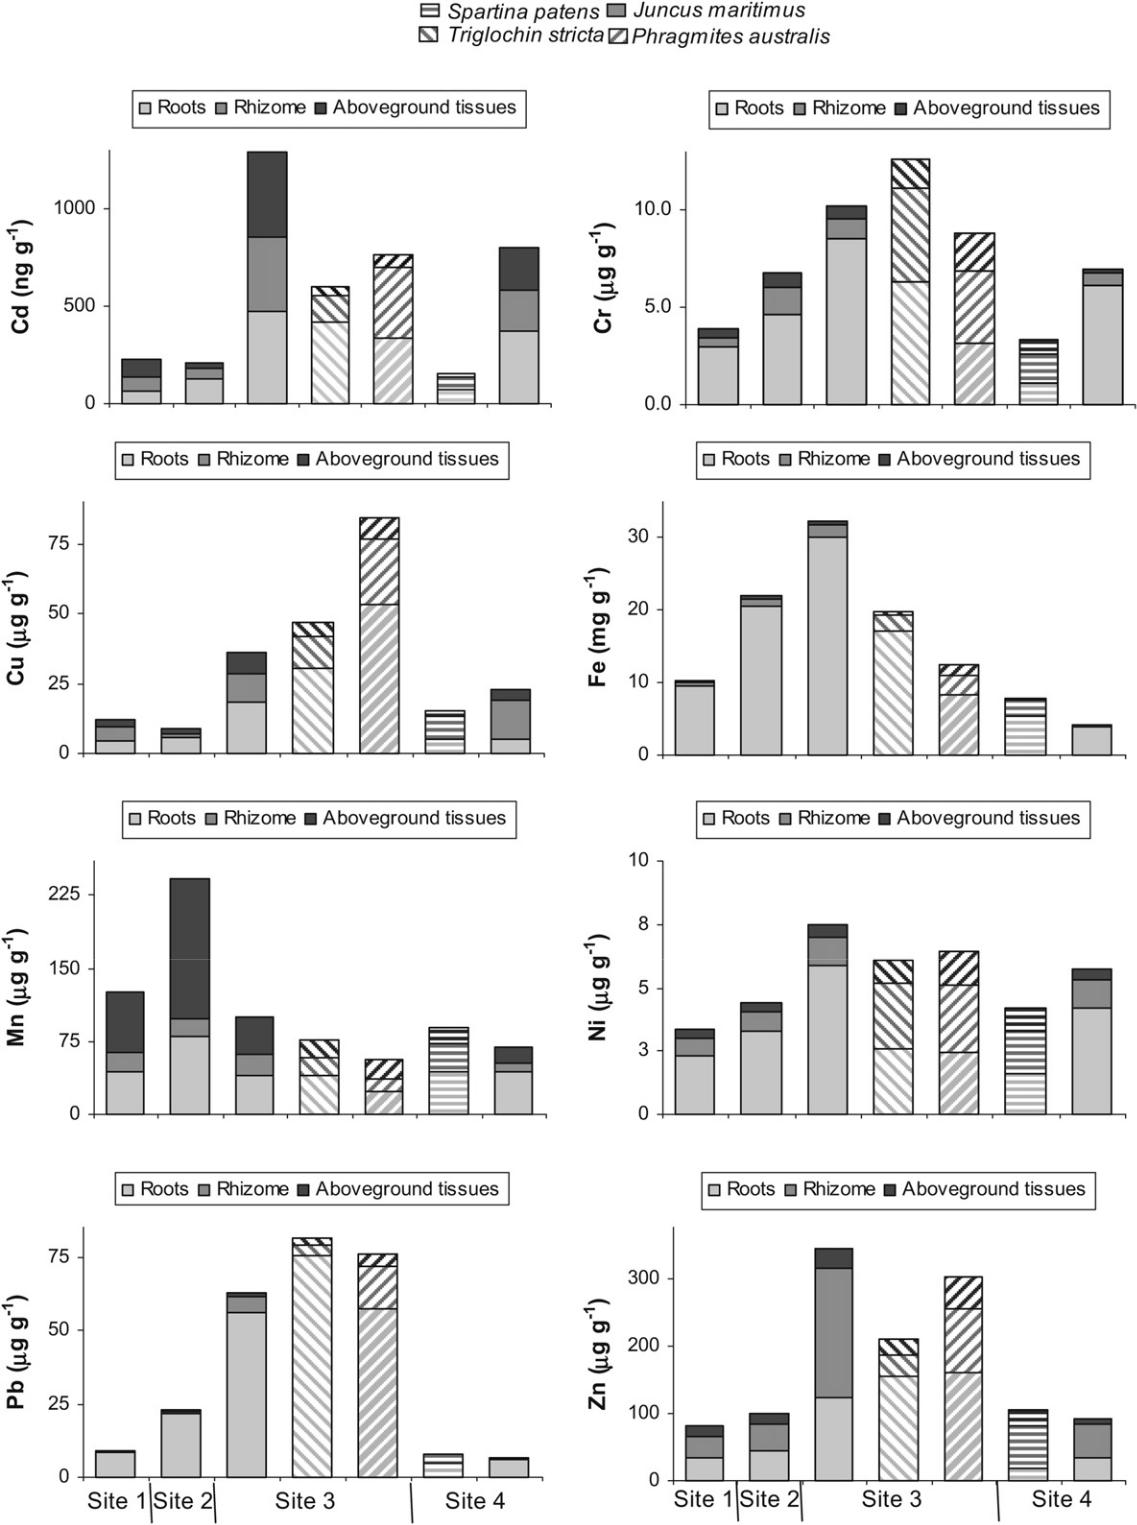 Spartina patens Juncus maritimus
Triglochin stricta Phragmites australis
Roots Rhizome Aboveground tissues
Cd (ng g-1)
1000
500
0
Roots Rhizome Aboveground tissues
Cr (µg g-1)
10.0
5.0
0.0
Roots Rhizome Aboveground tissues
Cu (µg g-1)
75
50
25
0
Roots Rhizome Aboveground tissues
Fe (mg g-1)
30
20
10
0
Roots Rhizome Aboveground tissues
Mn (µg g-1)
225
150
75
0
Roots Rhizome Aboveground tissues
Ni (µg g-1)
10
8
5
3
0
Roots Rhizome Aboveground tissues
Pb (µg g-1)
75
50
25
0
Site 1 Site 2 Site 3 Site 4
Roots Rhizome Aboveground tissues
Zn (µg g-1)
300
200
100
0
Site 1 Site 2 Site 3 Site 4